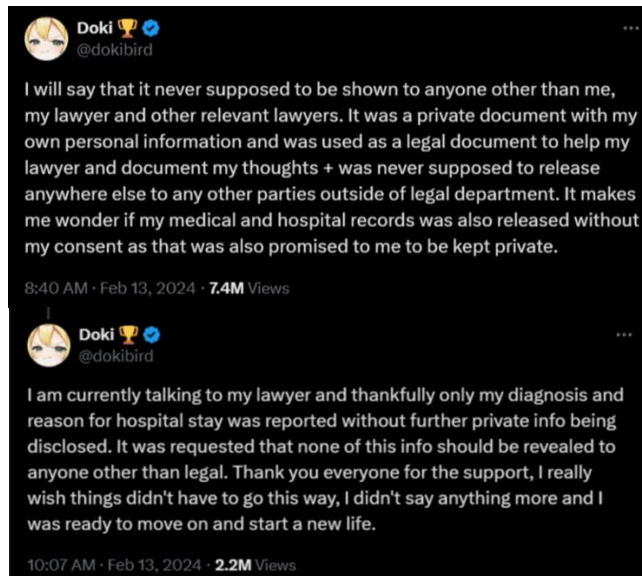 Doki 🏆
@dokibird
I will say that it never supposed to be shown to anyone other than me,
my lawyer and other relevant lawyers. It was a private document with my
own personal information and was used as a legal document to help my
lawyer and document my thoughts + was never supposed to release
anywhere else to any other parties outside of legal department. It makes
me wonder if my medical and hospital records was also released without
my consent as that was also promised to me to be kept private.
8:40 AM · Feb 13, 2024 · 7.4M Views
Doki 🏆
@dokibird
I am currently talking to my lawyer and thankfully only my diagnosis and
reason for hospital stay was reported without further private info being
disclosed. It was requested that none of this info should be revealed to
anyone other than legal. Thank you everyone for the support, I really
wish things didn't have to go this way, I didn't say anything more and I
was ready to move on and start a new life.
10:07 AM · Feb 13, 2024 · 2.2M Views